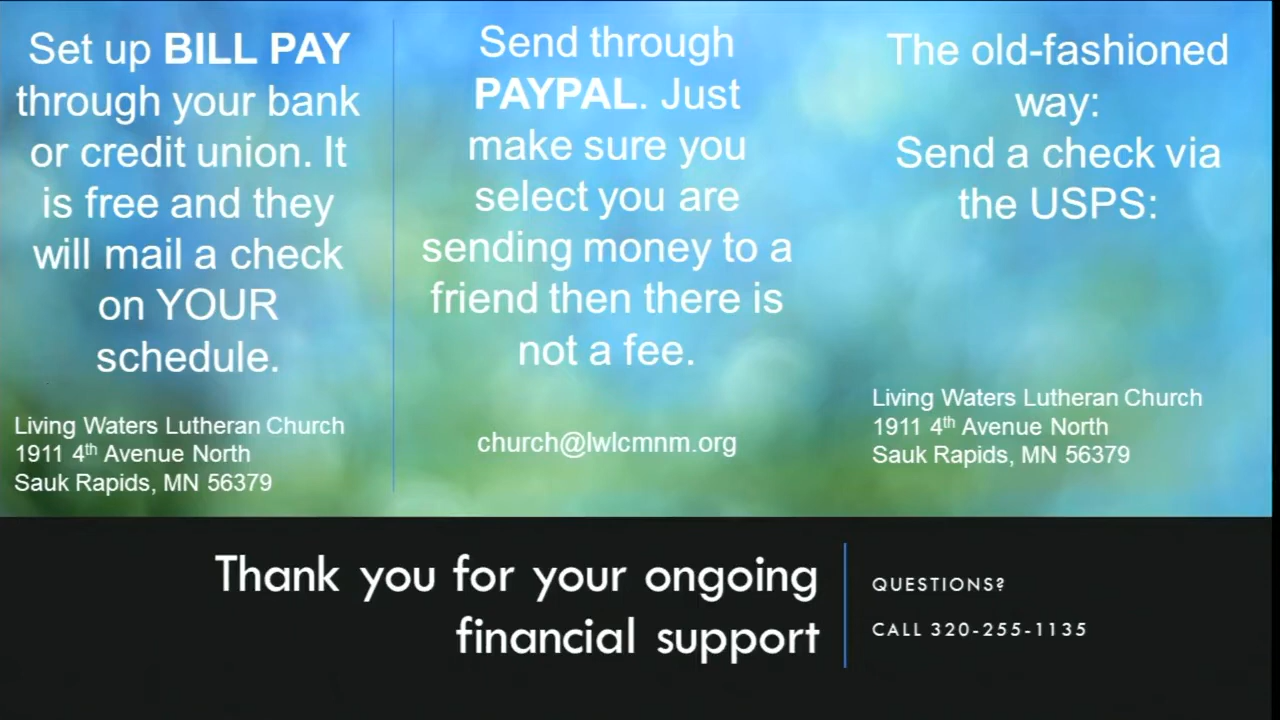 Set up BILL PAY
through your bank
or credit union. It
is free and they
will mail a check
on YOUR
schedule.
Living Waters Lutheran Church
1911 4th Avenue North
Sauk Rapids, MN 56379
Send through
PAYPAL. Just
make sure you
select you are
sending money to a
friend then there is
not a fee.
church@lwlcmnm.org
The old-fashioned
way:
Send a check via
the USPS:
Living Waters Lutheran Church
1911 4th Avenue North
Sauk Rapids, MN 56379
Thank you for your ongoing
financial support
QUESTIONS?
CALL 320-255-1135